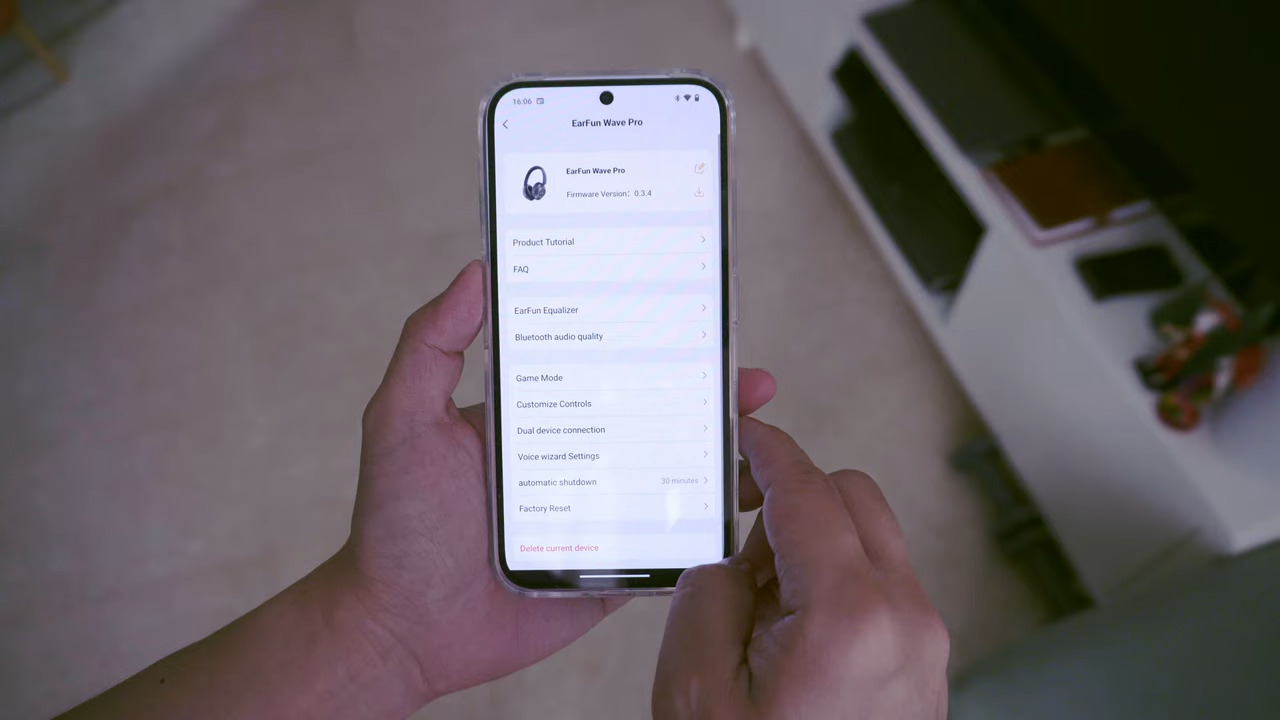 16:06
EarFun Wave Pro
EarFun Wave Pro
Firmware Version: 0.3.4
Product Tutorial
FAQ
EarFun Equalizer
Bluetooth audio quality
Game Mode
Customize Controls
Dual device connection
Voice wizard Settings
automatic shutdown 30 minutes
Factory Reset
Delete current device